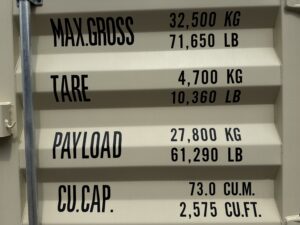 MAX.GROSS 32,500 KG
71,650 LB
TARE 4,700 KG
10,360 LB
PAYLOAD 27,800 KG
61,290 LB
CU.CAP. 73.0 CU.M.
2,575 CU.FT.